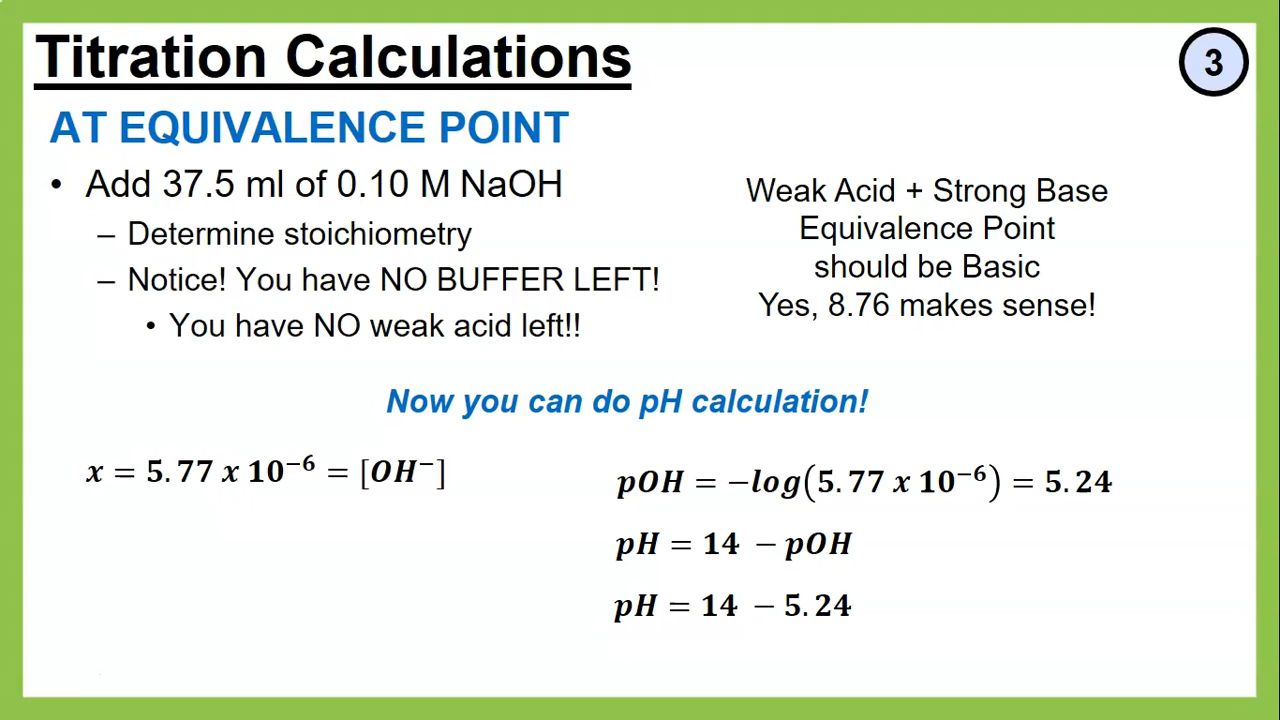 Titration Calculations
3
AT EQUIVALENCE POINT
• Add 37.5 ml of 0.10 M NaOH
– Determine stoichiometry
– Notice! You have NO BUFFER LEFT!
• You have NO weak acid left!!
Weak Acid + Strong Base
Equivalence Point
should be Basic
Yes, 8.76 makes sense!
Now you can do pH calculation!
x = 5.77 x 10⁻⁶ = [OH⁻]
pOH = −log(5.77 x 10⁻⁶) = 5.24
pH = 14 − pOH
pH = 14 − 5.24